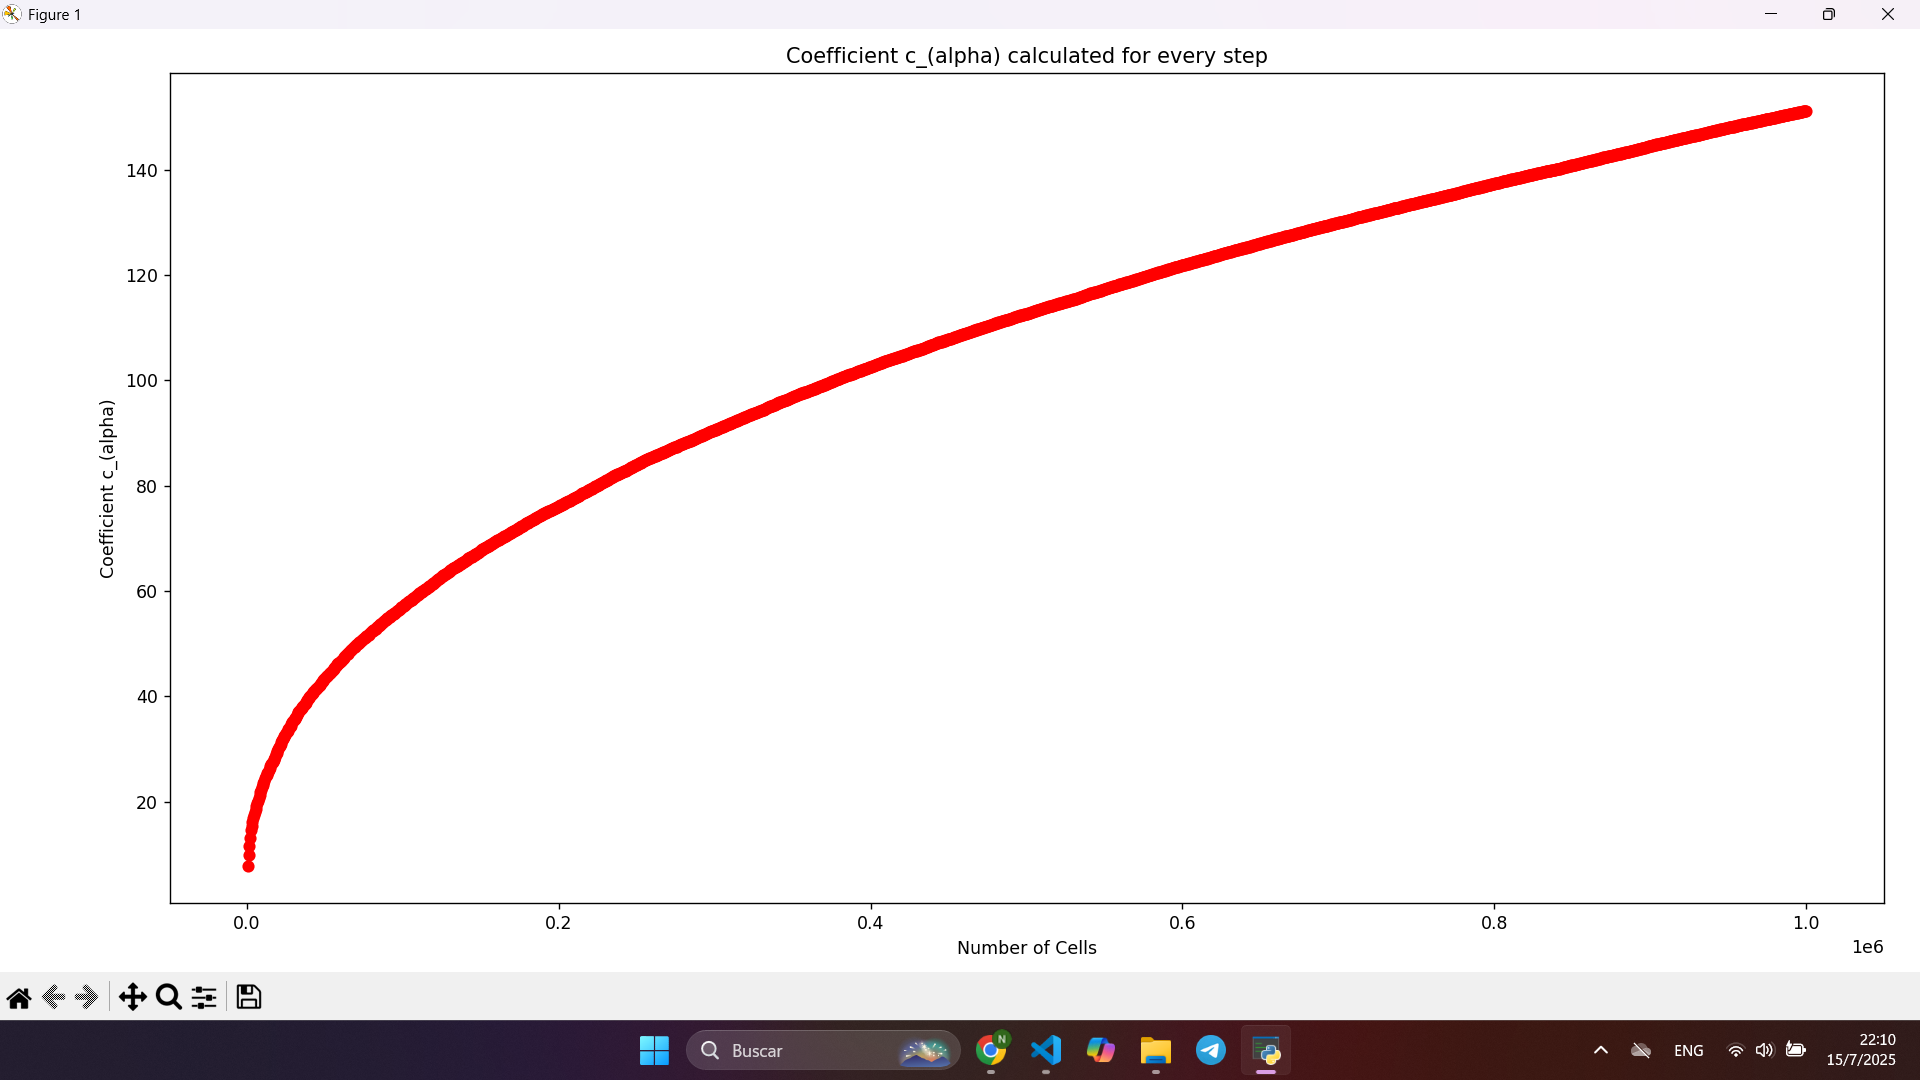 Figure 1
Coefficient c_(alpha) calculated for every step
140
120
100
80
60
40
20
Coefficient c_(alpha)
0.0 0.2 0.4 0.6 0.8 1.0
1e6
Number of Cells
Buscar
N
ENG
22:10
15/7/2025